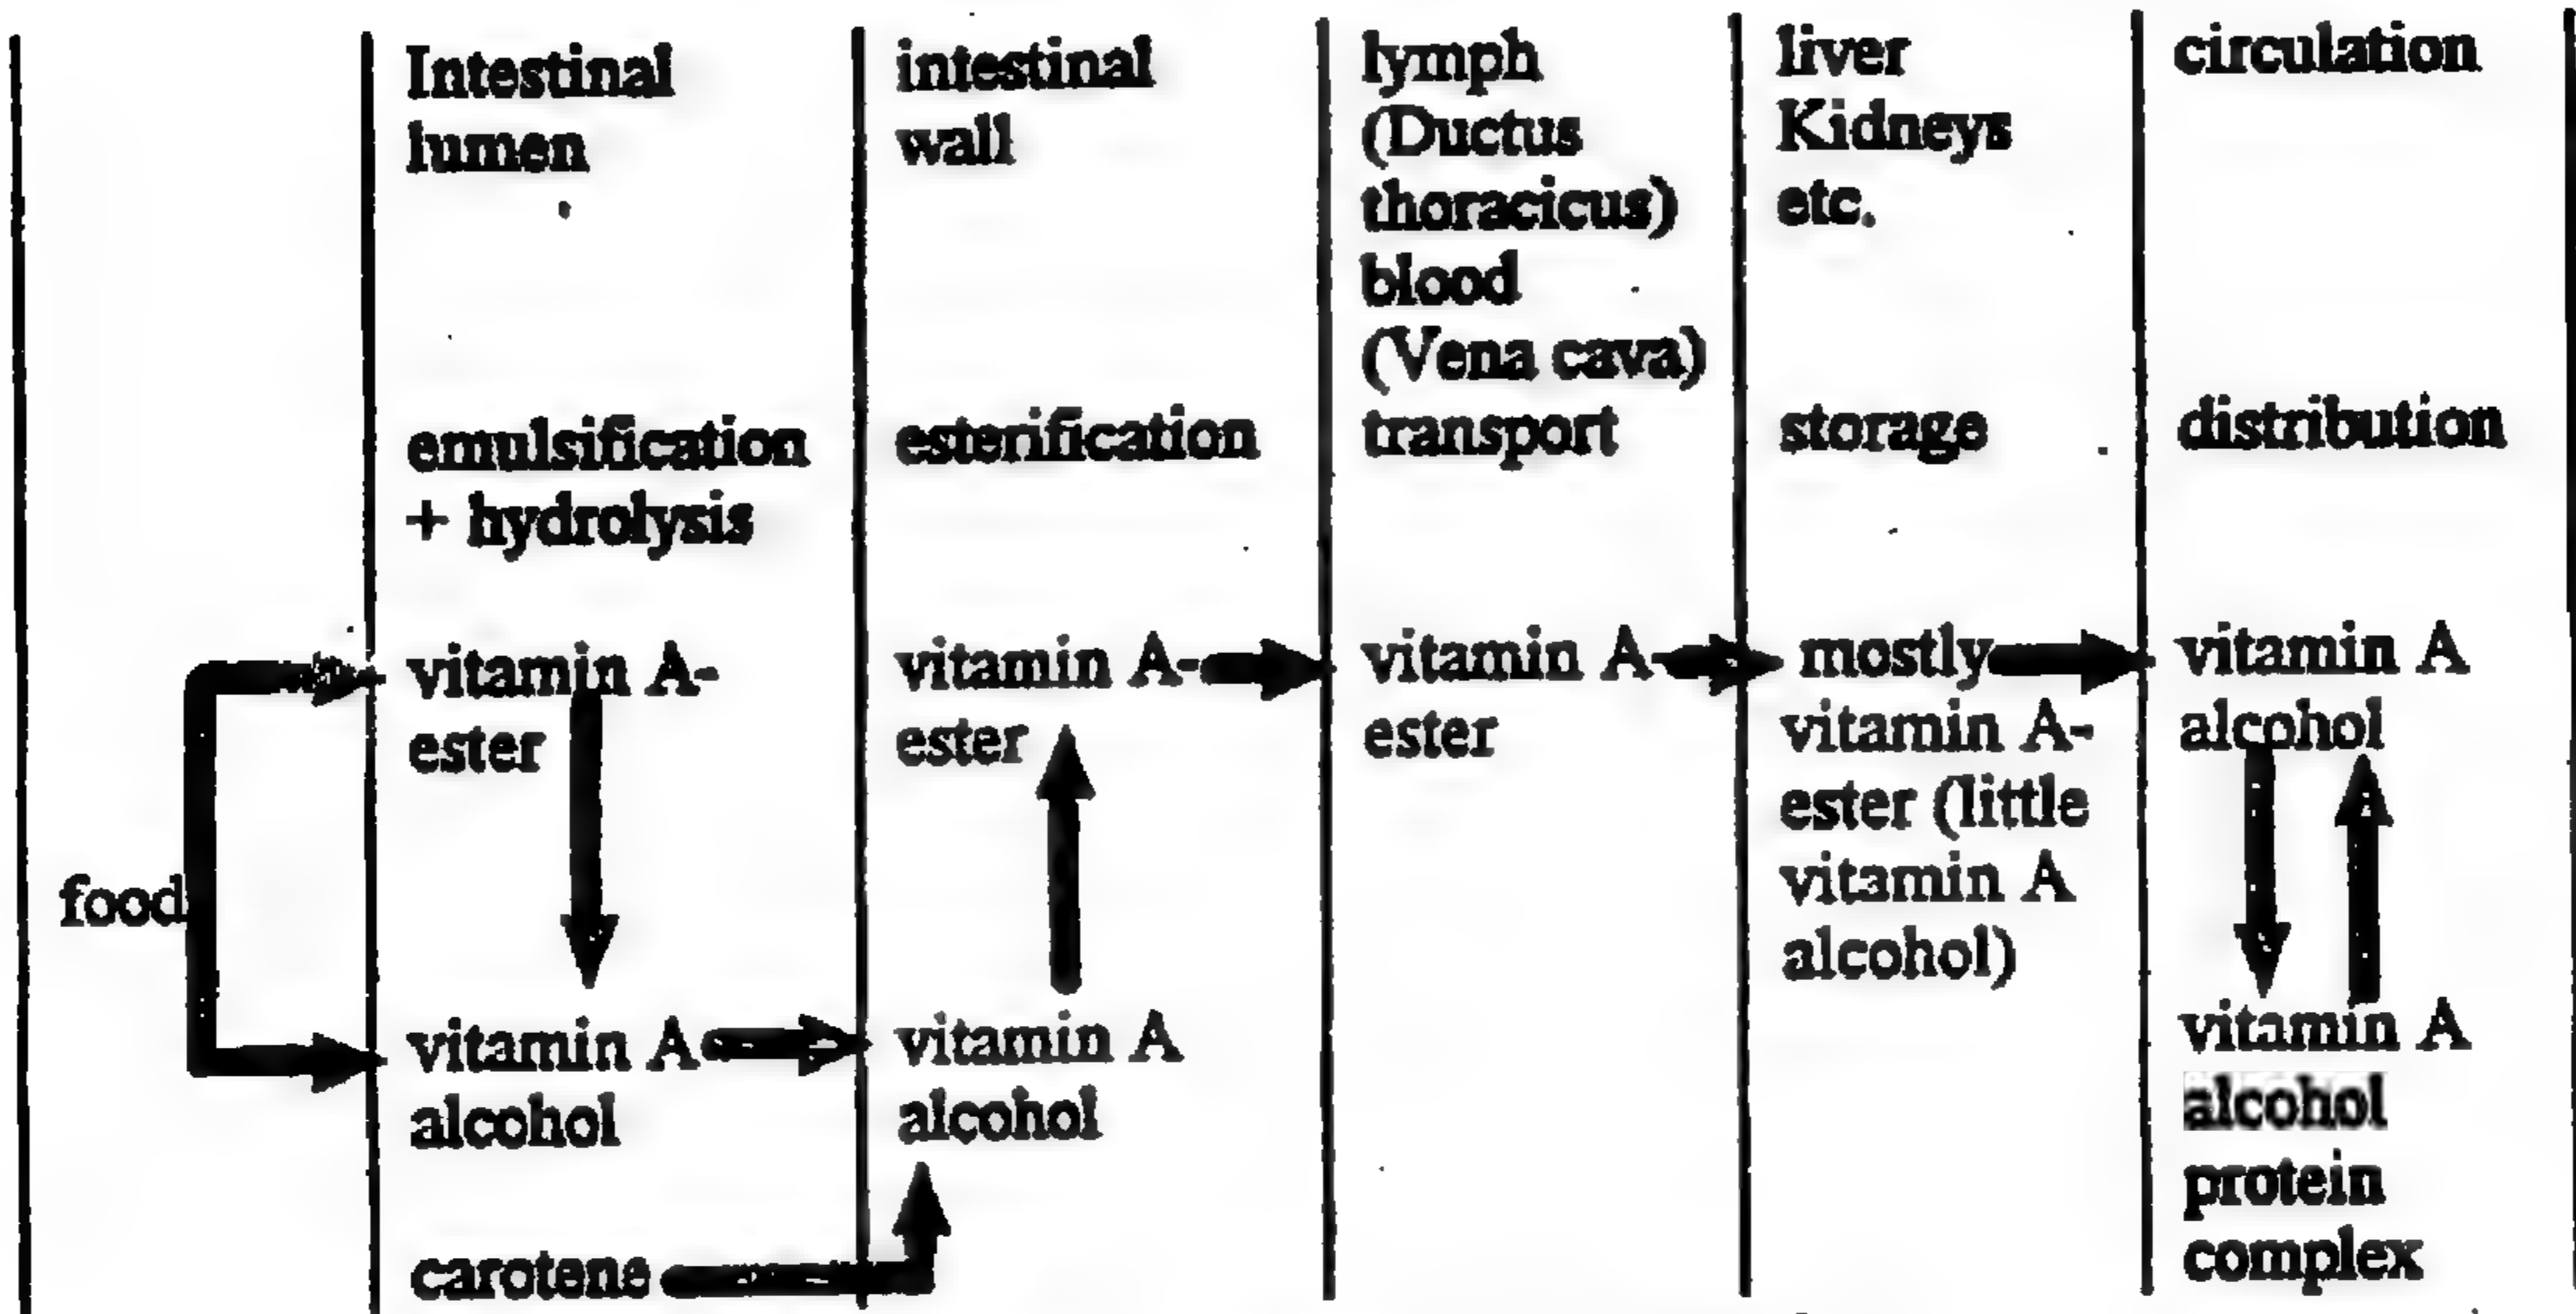 Intestinal
lumen
intestinal
wall
lymph
(Ductus
thoracicus)
blood
(Vena cava)
transport
liver
Kidneys
etc.
circulation
emulsification
+ hydrolysis
esterification
storage
distribution
food
vitamin A-
ester
vitamin A
alcohol
carotene
vitamin A-
ester
vitamin A
alcohol
vitamin A-
ester
mostly
vitamin A-
ester (little
vitamin A
alcohol)
vitamin A
alcohol
vitamin A
alcohol
protein
complex